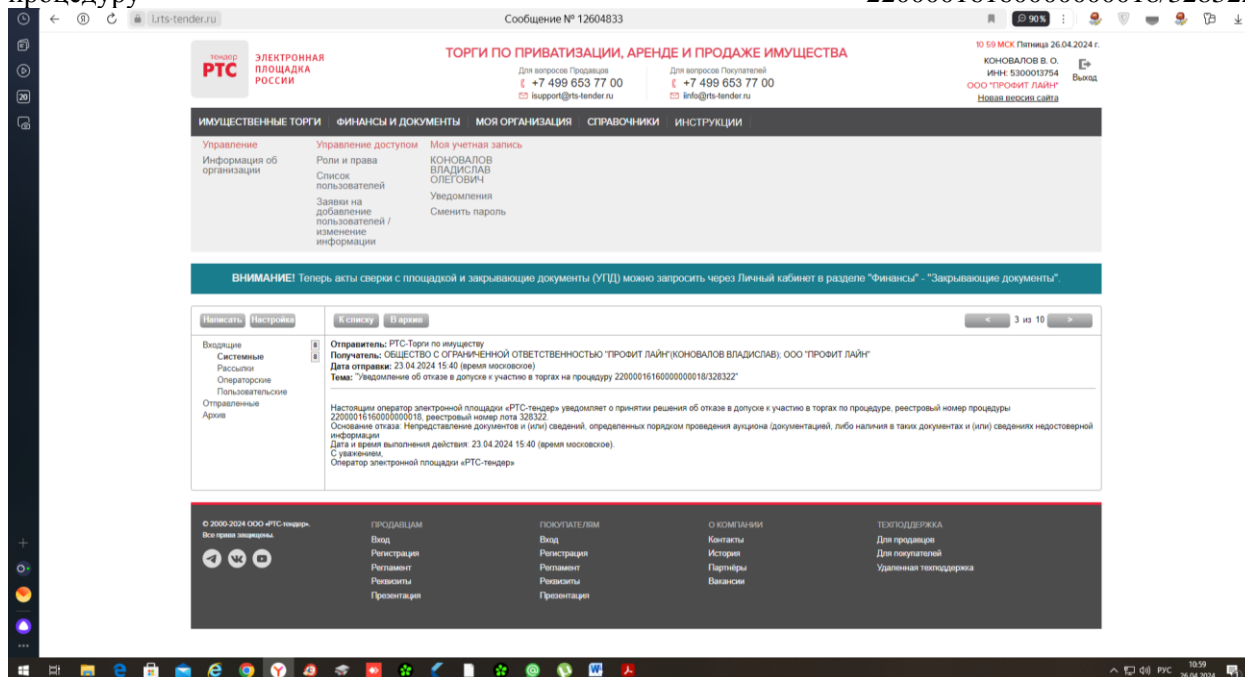 процедуру 22000016160000000018/328322
i.rts-tender.ru
Сообщение № 12604833
90 %
20
тендер
РТС
ЭЛЕКТРОННАЯ
ПЛОЩАДКА
РОССИИ
ТОРГИ ПО ПРИВАТИЗАЦИИ, АРЕНДЕ И ПРОДАЖЕ ИМУЩЕСТВА
Для вопросов Продавцов
+7 499 653 77 00
isupport@rts-tender.ru
Для вопросов Покупателей
+7 499 653 77 00
iinfo@rts-tender.ru
10 59 МСК Пятница 26.04.2024 г.
КОНОВАЛОВ В. О.
ИНН: 5300013754
ООО "ПРОФИТ ЛАЙН"
Новая версия сайта
Выход
ИМУЩЕСТВЕННЫЕ ТОРГИ ФИНАНСЫ И ДОКУМЕНТЫ МОЯ ОРГАНИЗАЦИЯ СПРАВОЧНИКИ ИНСТРУКЦИИ
Управление
Информация об
организации
Управление доступом
Роли и права
Список
пользователей
Заявки на
добавление
пользователей /
изменение
информации
Моя учетная запись
КОНОВАЛОВ
ВЛАДИСЛАВ
ОЛЕГОВИЧ
Уведомления
Сменить пароль
ВНИМАНИЕ! Теперь акты сверки с площадкой и закрывающие документы (УПД) можно запросить через Личный кабинет в разделе "Финансы" - "Закрывающие документы".
Написать Настройка
К списку В архив
< 3 из 10 >
Входящие 8
Системные 8
Рассылки
Операторские
Пользовательские
Отправленные
Архив
Отправитель: РТС-Торги по имуществу
Получатель: ОБЩЕСТВО С ОГРАНИЧЕННОЙ ОТВЕТСТВЕННОСТЬЮ "ПРОФИТ ЛАЙН"(КОНОВАЛОВ ВЛАДИСЛАВ); ООО "ПРОФИТ ЛАЙН"
Дата отправки: 23.04.2024 15:40 (время московское)
Тема: "Уведомление об отказе в допуске к участию в торгах на процедуру 22000016160000000018/328322"
Настоящим оператор электронной площадки «РТС-тендер» уведомляет о принятии решения об отказе в допуске к участию в торгах по процедуре, реестровый номер процедуры
22000016160000000018, реестровый номер лота 328322.
Основание отказа: Непредставление документов и (или) сведений, определенных порядком проведения аукциона /документацией, либо наличия в таких документах и (или) сведениях недостоверной
информации
Дата и время выполнения действия: 23.04.2024 15:40 (время московское).
С уважением,
Оператор электронной площадки «РТС-тендер»
© 2000-2024 ООО «РТС-тендер».
Все права защищены.
ПРОДАВЦАМ
Вход
Регистрация
Регламент
Реквизиты
Презентация
ПОКУПАТЕЛЯМ
Вход
Регистрация
Регламент
Реквизиты
Презентация
О КОМПАНИИ
Контакты
История
Партнёры
Вакансии
ТЕХПОДДЕРЖКА
Для продавцов
Для покупателей
Удаленная техподдержка
РУС
10:59
26.04.2024